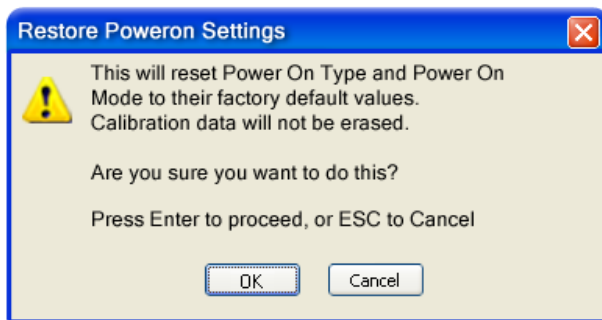 Restore Poweron Settings
This will reset Power On Type and Power On
Mode to their factory default values.
Calibration data will not be erased.
Are you sure you want to do this?
Press Enter to proceed, or ESC to Cancel
OK
Cancel